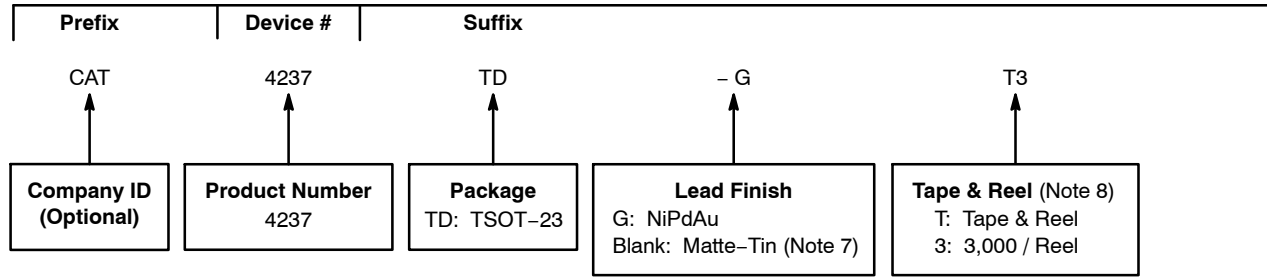 Prefix Device # Suffix
CAT 4237 TD – G T3
Company ID
(Optional)
Product Number
4237
Package
TD: TSOT−23
Lead Finish
G: NiPdAu
Blank: Matte−Tin (Note 7)
Tape & Reel (Note 8)
T: Tape & Reel
3: 3,000 / Reel